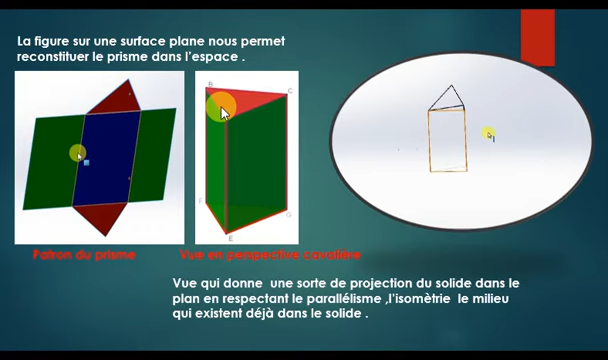 La figure sur une surface plane nous permet
reconstituer le prisme dans l'espace .
B
C
F
G
E
Patron du prisme
Vue en perspective cavalière
Vue qui donne une sorte de projection du solide dans le
plan en respectant le parallélisme ,l'isomètrie le milieu
qui existent déjà dans le solide .